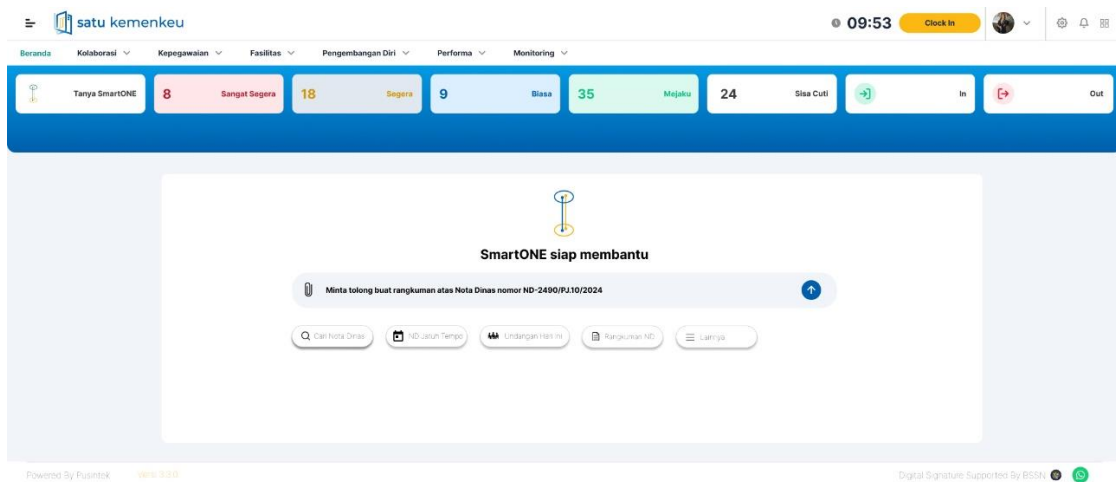 satu kemenkeu
09:53
Clock In
Beranda Kolaborasi Kepegawaian Fasilitas Pengembangan Diri Performa Monitoring
Tanya SmartONE
8 Sangat Segera
18 Segera
9 Biasa
35 Mejaku
24 Sisa Cuti
In
Out
SmartONE siap membantu
Minta tolong buat rangkuman atas Nota Dinas nomor ND-2490/PJ.10/2024
Cari Nota Dinas
ND Jatuh Tempo
Undangan Hari Ini
Rangkuman ND
Lainnya
Powered By Pusintek
Digital Signature Supported By BSSN